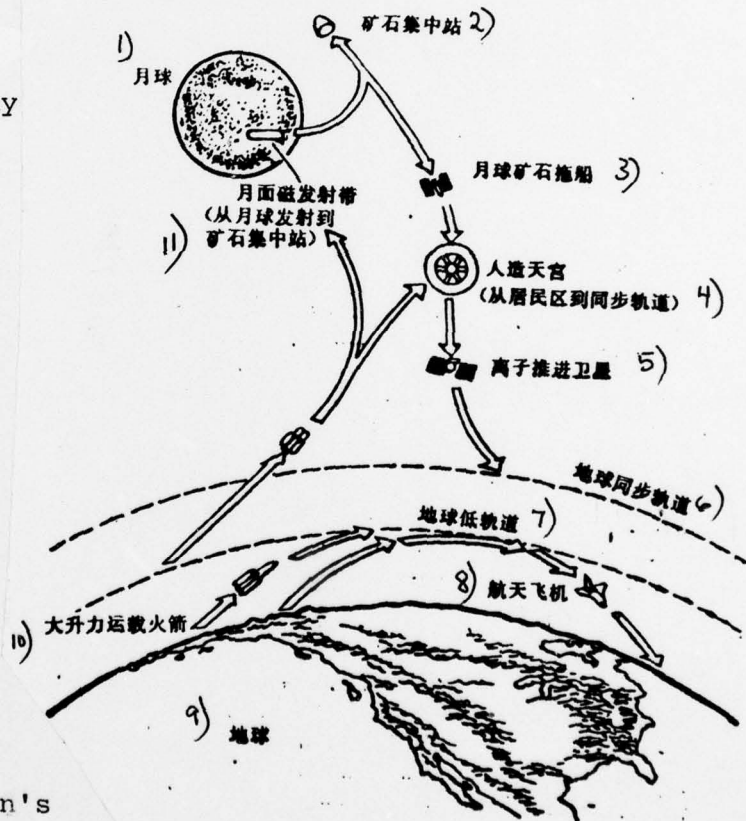 矿石集中站 2)
1)
月球
y
月球矿石拖船 3)
月面磁发射带
(从月球发射到
矿石集中站)
11)
人造天宫
(从居民区到同步轨道) 4)
离子推进卫星 5)
地球同步轨道 6)
地球低轨道 7)
8) 航天飞机
10) 大升力运载火箭
9) 地球
n's